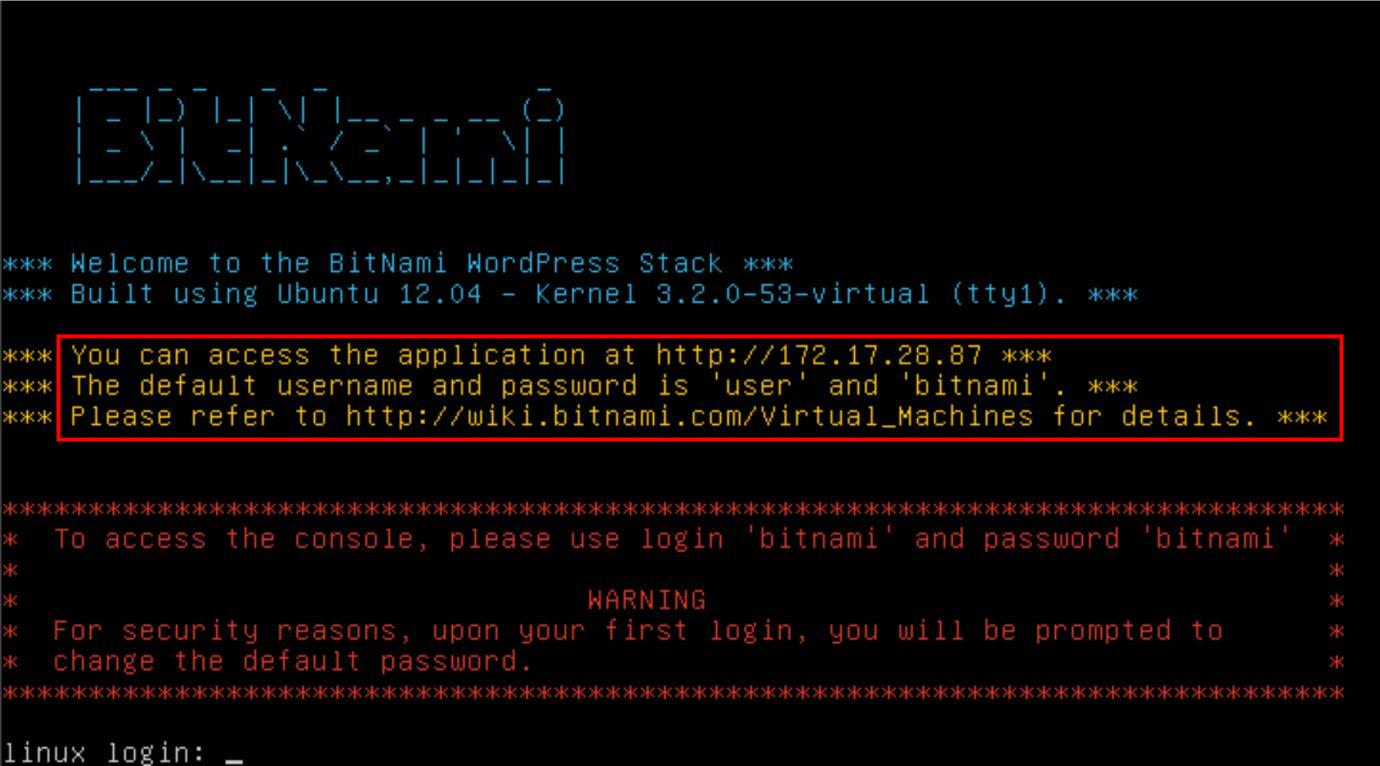 BitNami
*** Welcome to the BitNami WordPress Stack ***
*** Built using Ubuntu 12.04 - Kernel 3.2.0-53-virtual (tty1). ***
*** You can access the application at http://172.17.28.87 ***
*** The default username and password is 'user' and 'bitnami'. ***
*** Please refer to http://wiki.bitnami.com/Virtual_Machines for details. ***
******************************************************************************
* To access the console, please use login 'bitnami' and password 'bitnami' *
* *
* WARNING *
* For security reasons, upon your first login, you will be prompted to *
* change the default password. *
******************************************************************************
linux login: _